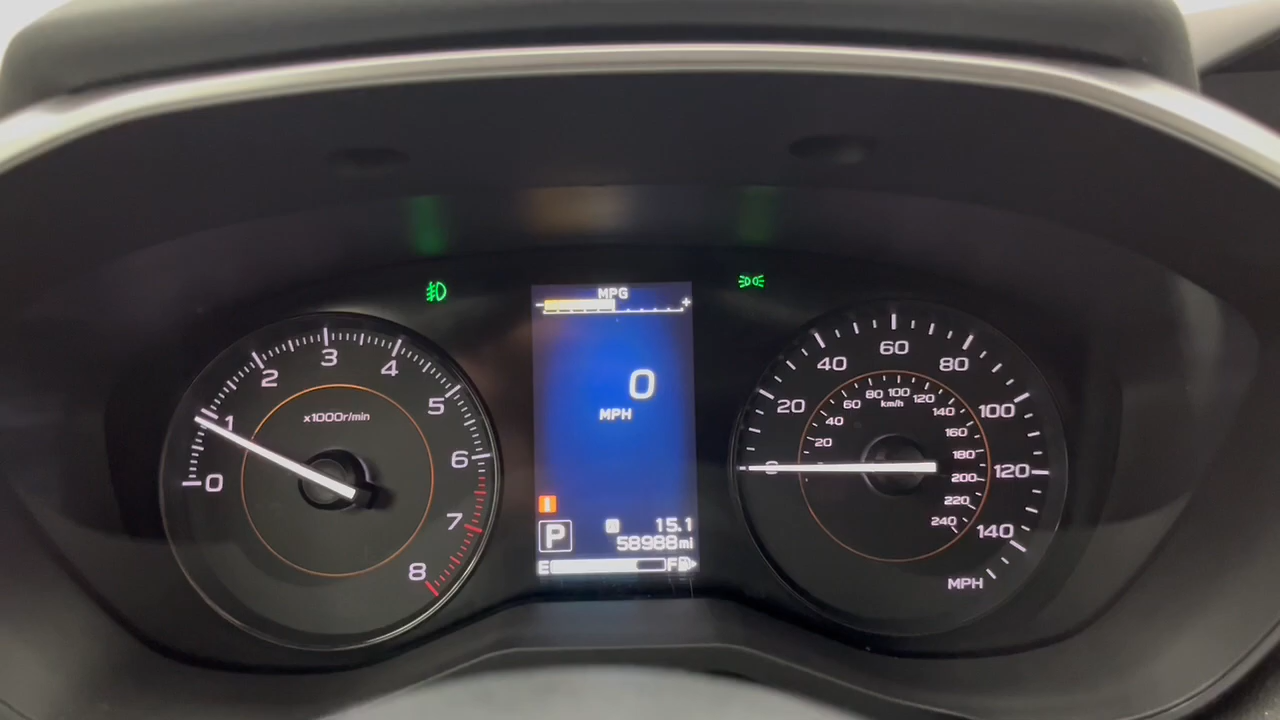 MPG
- +
0
MPH
P
15.1
58988mi
E F
0 1 2 3 4 5 6 7 8
x1000r/min
0 20 40 60 80 100 120 140
MPH
20 40 60 80 100 120 140 160 180 200 220 240
km/h